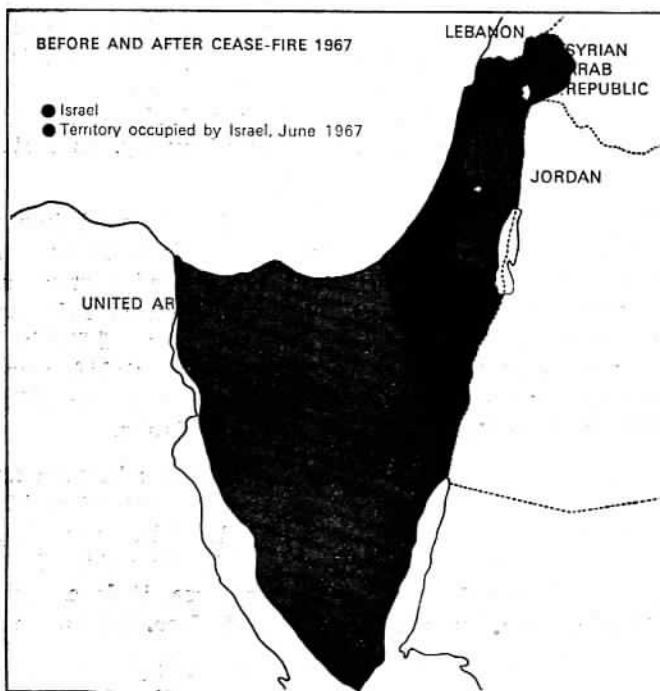 BEFORE AND AFTER CEASE-FIRE 1967
LEBANON
SYRIAN
ARAB
REPUBLIC
Israel
Territory occupied by Israel, June 1967
JORDAN
UNITED AR